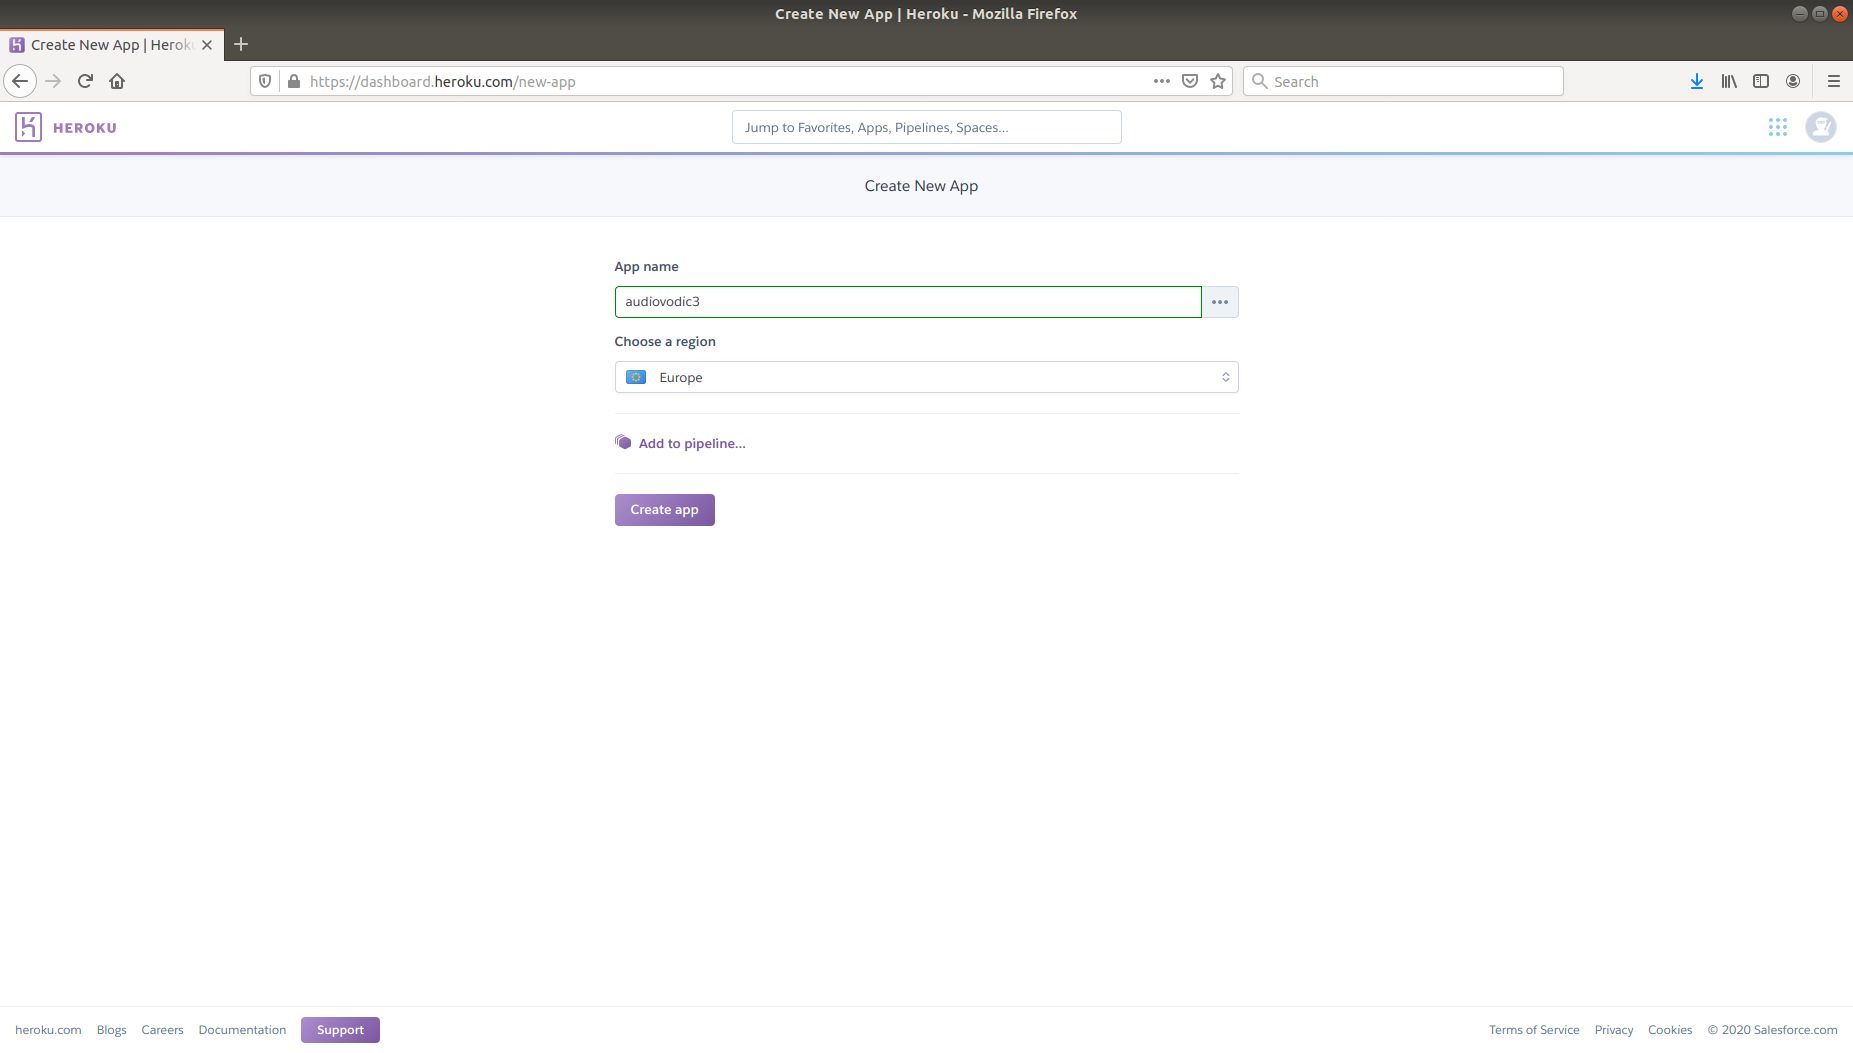 Create New App | Heroku - Mozilla Firefox
Create New App | Heroku
https://dashboard.heroku.com/new-app
Search
HEROKU
Jump to Favorites, Apps, Pipelines, Spaces...
Create New App
App name
audiovodic3
Choose a region
Europe
Add to pipeline...
Create app
heroku.com Blogs Careers Documentation Support Terms of Service Privacy Cookies © 2020 Salesforce.com